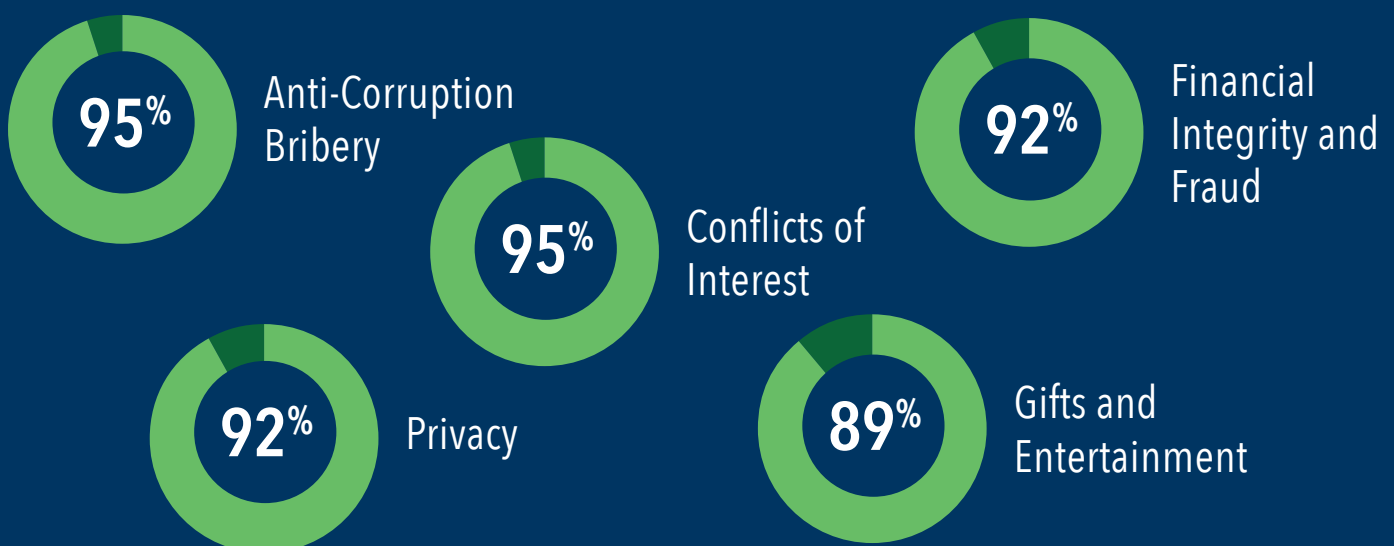 95%
Anti-Corruption
Bribery
95%
Conflicts of
Interest
92%
Financial
Integrity and
Fraud
92%
Privacy
89%
Gifts and
Entertainment